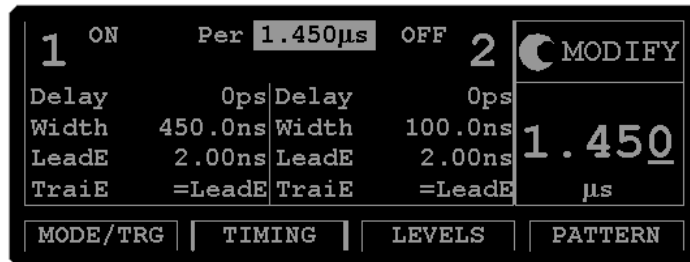 1 ON Per 1.450µs OFF 2 MODIFY
Delay 0ps Delay 0ps
Width 450.0ns Width 100.0ns
LeadE 2.00ns LeadE 2.00ns
TraiE =LeadE TraiE =LeadE
1.450
µs
MODE/TRG TIMING LEVELS PATTERN